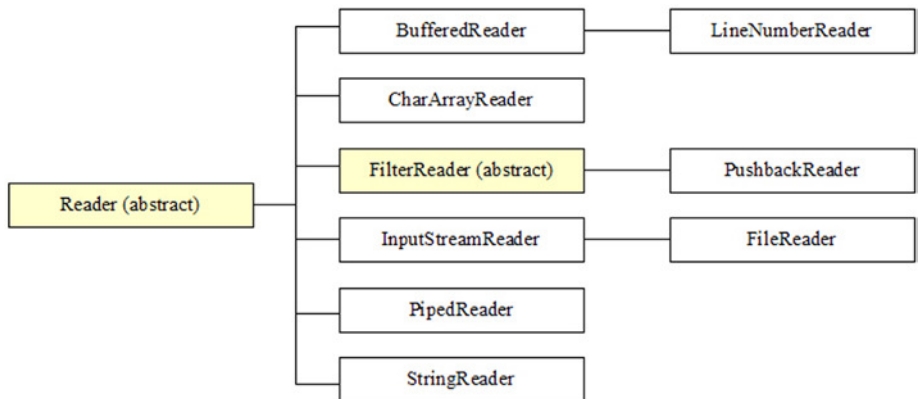 BufferedReader
LineNumberReader
CharArrayReader
FilterReader (abstract)
PushbackReader
Reader (abstract)
InputStreamReader
FileReader
PipedReader
StringReader